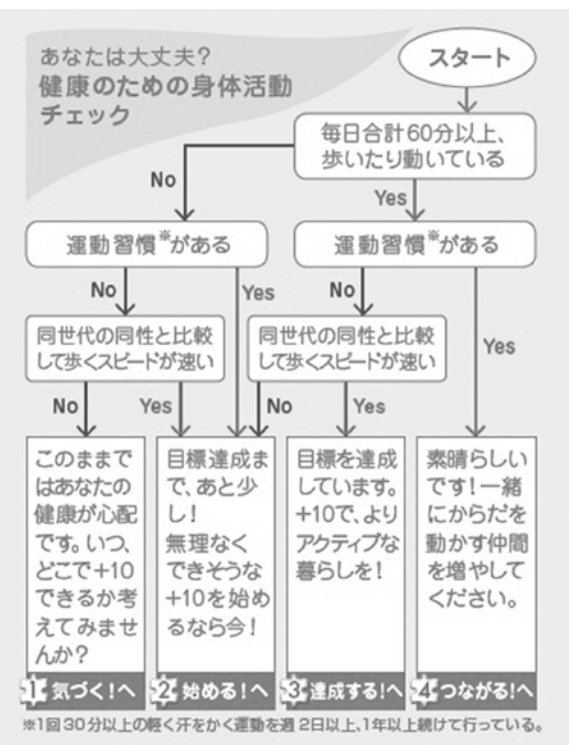 あなたは大丈夫?
健康のための身体活動
チェック
スタート
毎日合計60分以上、
歩いたり動いている
No
Yes
運動習慣※がある
運動習慣※がある
No
Yes
No
Yes
同世代の同性と比較
して歩くスピードが速い
同世代の同性と比較
して歩くスピードが速い
No
Yes
No
Yes
このままで
はあなたの
健康が心配
です。いつ、
どこで+10
できるか考
えてみませ
んか?
目標達成ま
で、あと少
し!
無理なく
できそうな
+10を始め
るなら今!
目標を達成
しています。
+10で、より
アクティブな
暮らしを!
素晴らしい
です!一緒
にからだを
動かす仲間
を増やして
ください。
1 気づく!へ
2 始める!へ
3 達成する!へ
4 つながる!へ
※1回30分以上の軽く汗をかく運動を週2日以上、1年以上続けて行っている。